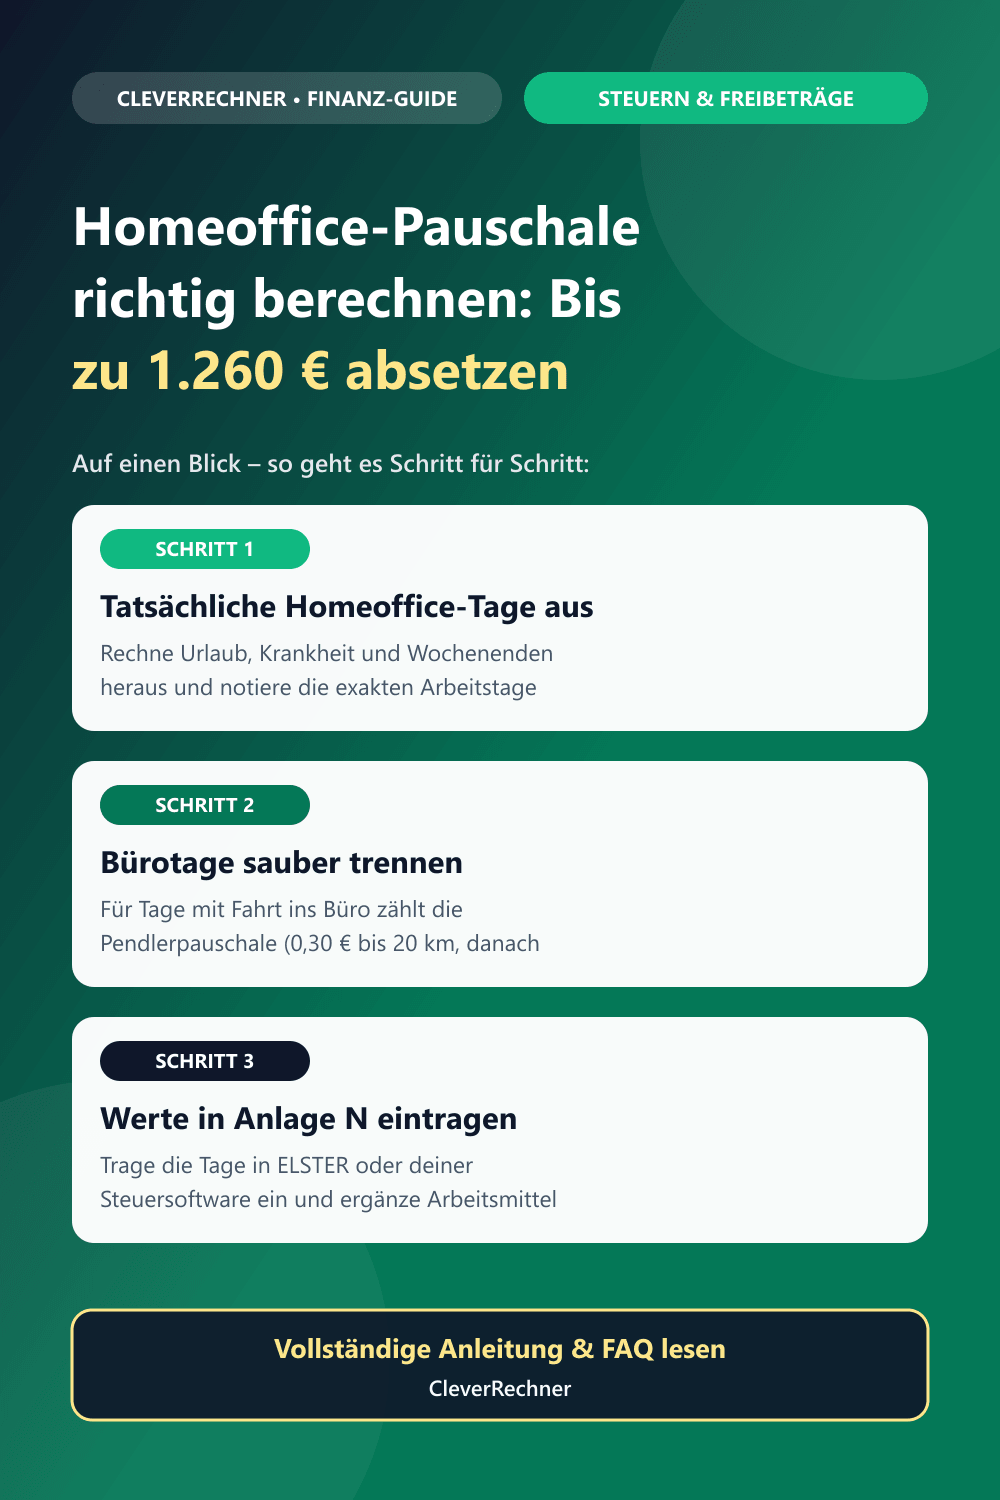 CLEVERRECHNER • FINANZ-GUIDE
STEUERN & FREIBETRÄGE
Homeoffice-Pauschale
richtig berechnen: Bis
zu 1.260 € absetzen
Auf einen Blick – so geht es Schritt für Schritt:
SCHRITT 1
Tatsächliche Homeoffice-Tage aus
Rechne Urlaub, Krankheit und Wochenenden
heraus und notiere die exakten Arbeitstage
SCHRITT 2
Bürotage sauber trennen
Für Tage mit Fahrt ins Büro zählt die
Pendlerpauschale (0,30 € bis 20 km, danach
SCHRITT 3
Werte in Anlage N eintragen
Trage die Tage in ELSTER oder deiner
Steuersoftware ein und ergänze Arbeitsmittel
Vollständige Anleitung & FAQ lesen
CleverRechner